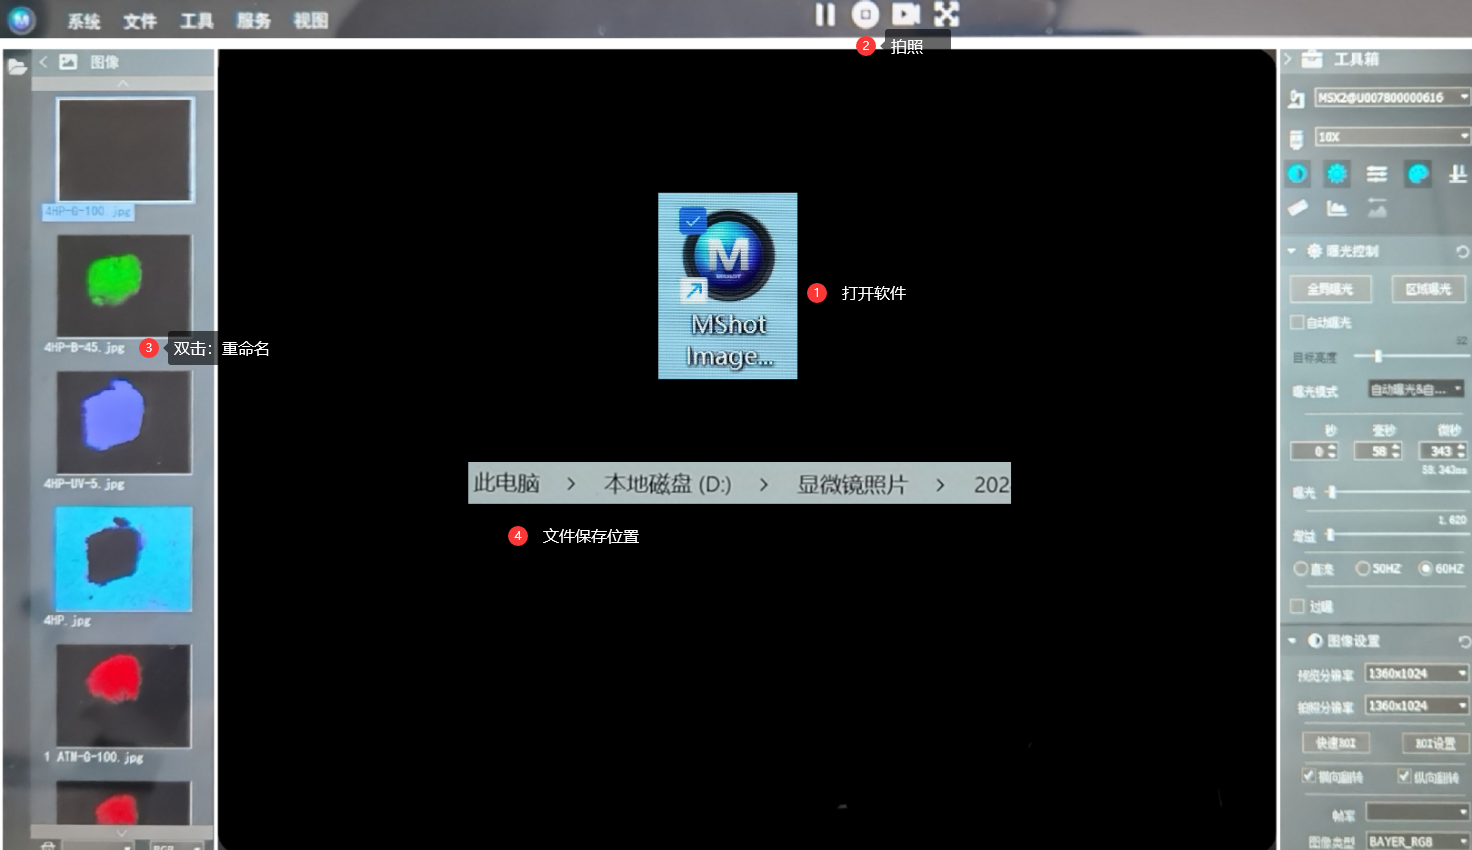 系统 文件 工具 服务 视图
2 拍照
图像
4HP-G-100.jpg
4HP-B-45.jpg
3 双击：重命名
4HP-UV-5.jpg
4HP.jpg
1 ATM-G-100.jpg
RGB
M
MShot
Image...
1 打开软件
此电脑 > 本地磁盘 (D:) > 显微镜照片 > 202
4 文件保存位置
工具箱
MSX2@U007800000616
10X
曝光控制
全局曝光 区域曝光
自动曝光
52
目标亮度
曝光模式 自动曝光&自...
秒 毫秒 微秒
0 58 343
58.343ms
曝光
1.620
增益
直流 50HZ 60HZ
过曝
图像设置
预览分辨率 1360x1024
拍照分辨率 1360x1024
快速ROI ROI设置
横向翻转 纵向翻转
帧率
图像类型 BAYER_RGB